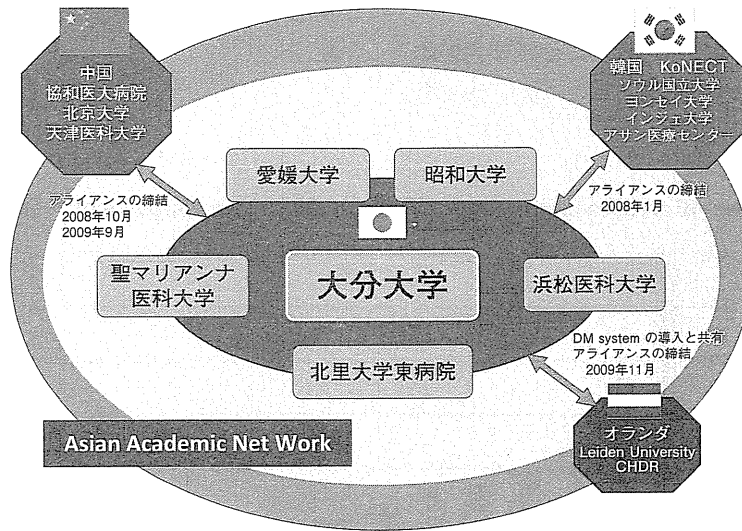 中国
協和医大病院
北京大学
天津医科大学
韓国 KoNECT
ソウル国立大学
ヨンセイ大学
インジェ大学
アサン医療センター
アライアンスの締結
2008年10月
2009年9月
アライアンスの締結
2008年1月
愛媛大学
昭和大学
聖マリアンナ
医科大学
大分大学
浜松医科大学
北里大学東病院
DM system の導入と共有
アライアンスの締結
2009年11月
オランダ
Leiden University
CHDR
Asian Academic Net Work